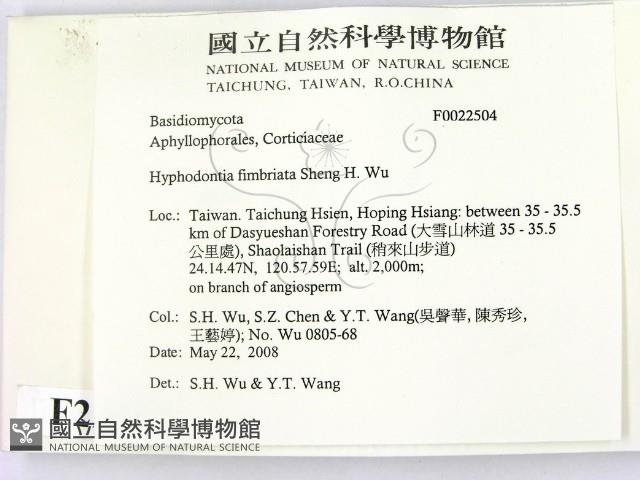 國立自然科學博物館
NATIONAL MUSEUM OF NATURAL SCIENCE
TAICHUNG, TAIWAN, R.O.CHINA
Basidiomycota F0022504
Aphyllophorales, Corticiaceae
Hyphodontia fimbriata Sheng H. Wu
Loc.: Taiwan. Taichung Hsien, Hoping Hsiang: between 35 - 35.5
km of Dasyueshan Forestry Road (大雪山林道 35 - 35.5
公里處), Shaolaishan Trail (稍來山步道)
24.14.47N, 120.57.59E; alt. 2,000m;
on branch of angiosperm
Col.: S.H. Wu, S.Z. Chen & Y.T. Wang(吳聲華, 陳秀珍,
王藝婷); No. Wu 0805-68
Date: May 22, 2008
Det.: S.H. Wu & Y.T. Wang
F2
國立自然科學博物館
NATIONAL MUSEUM OF NATURAL SCIENCE